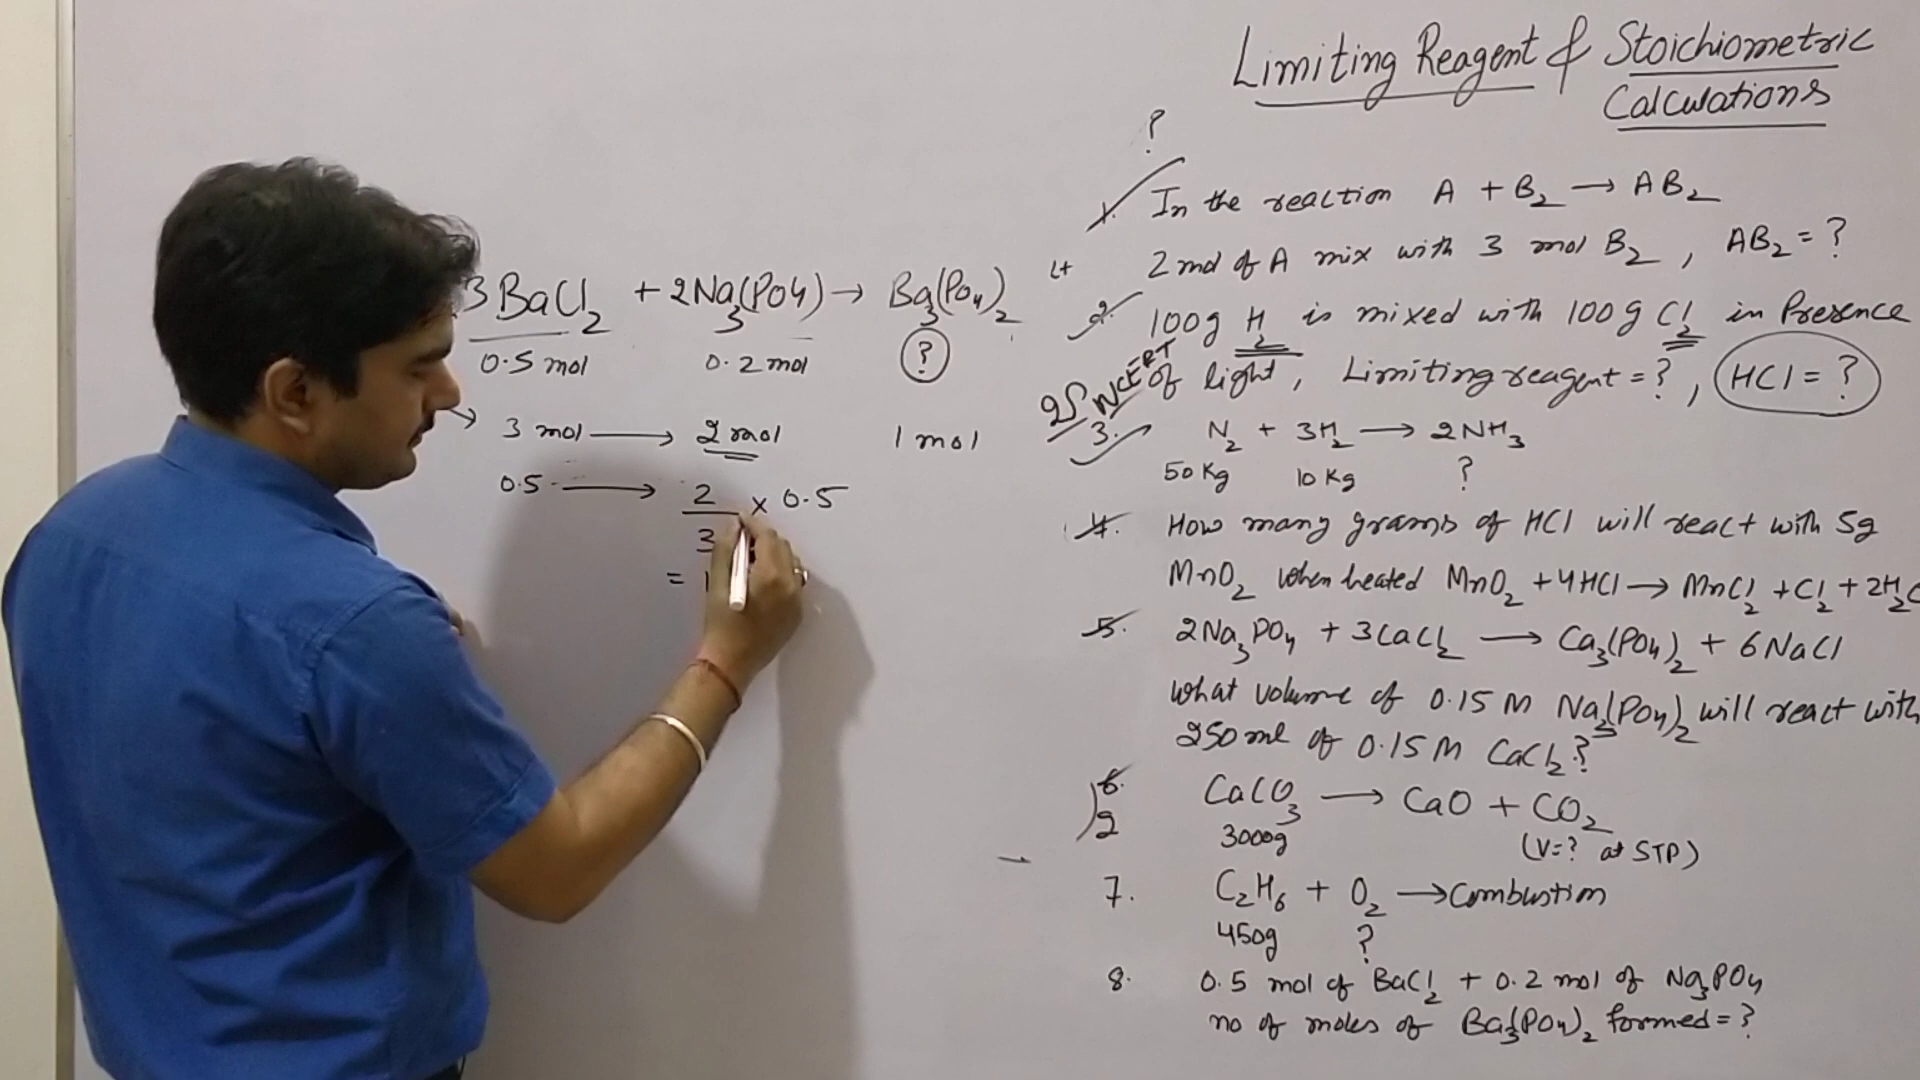 Limiting Reagent & Stoichiometric
Calculations
?
1. In the reaction A + B₂ → AB₂
2 mol of A mix with 3 mol B₂, AB₂ = ?
2. 100g H₂ is mixed with 100g Cl₂ in Presence
of light, Limiting reagent = ?, HCl = ?
NCERT
3. N₂ + 3H₂ → 2NH₃
50 Kg 10 Kg ?
4. How many grams of HCl will react with 5g
MnO₂ when heated MnO₂ + 4HCl → MnCl₂ + Cl₂ + 2H₂O
5. 2Na₃PO₄ + 3CaCl₂ → Ca₃(PO₄)₂ + 6NaCl
What volume of 0.15 M Na₃(PO₄)₂ will react with
250 ml of 0.15 M CaCl₂?
6. CaCO₃ → CaO + CO₂
2 3000g (V=? at STP)
7. C₂H₆ + O₂ → Combustion
450g ?
8. 0.5 mol of BaCl₂ + 0.2 mol of Na₃PO₄
no of moles of Ba₃(PO₄)₂ formed = ?
3BaCl₂ + 2Na₃(PO4) → Ba₃(PO₄)₂
0.5 mol 0.2 mol ?
→ 3 mol → 2 mol 1 mol
0.5 → 2/3 × 0.5
= 1